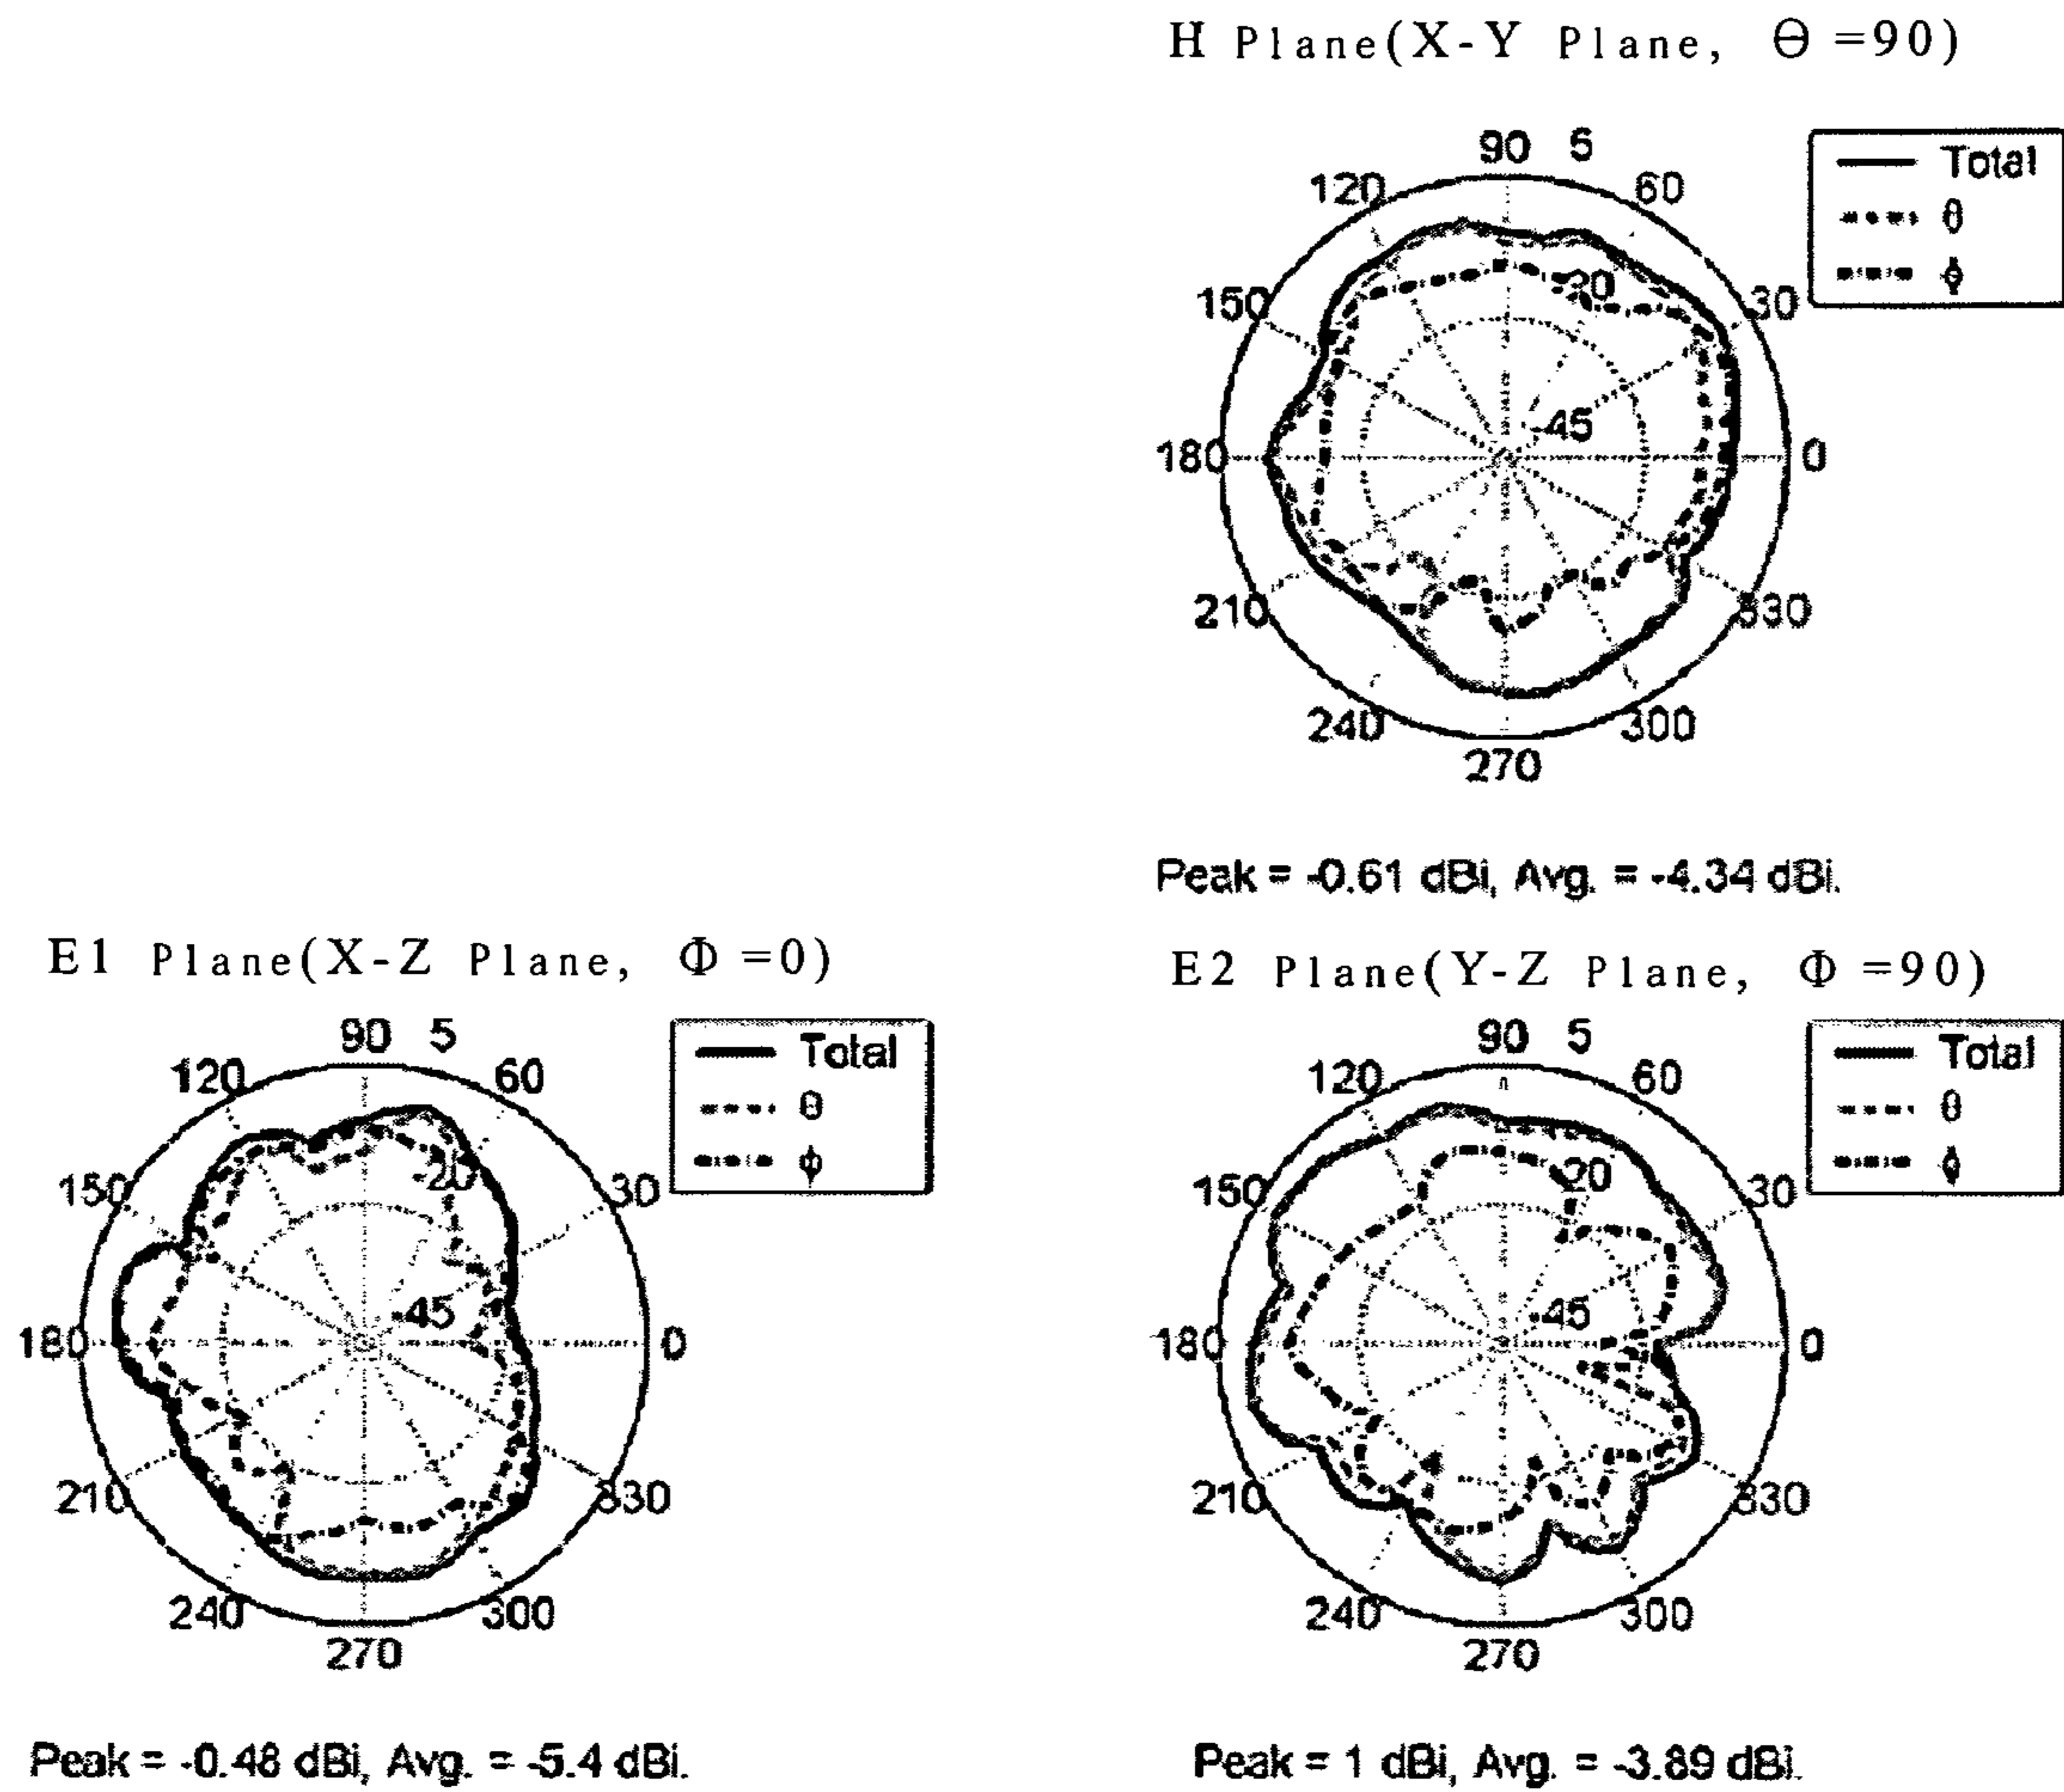 H Plane(X-Y Plane, Θ =90)
90 5
Total
120 60
θ
ϕ
-20
150 30
-45
180 0
210 330
240 300
270
Peak = -0.61 dBi, Avg. = -4.34 dBi.
E1 Plane(X-Z Plane, Φ =0)
90 5
Total
120 60
θ
ϕ
-20
150 30
-45
180 0
210 330
240 300
270
Peak = -0.48 dBi, Avg. = -5.4 dBi.
E2 Plane(Y-Z Plane, Φ =90)
90 5
Total
120 60
θ
ϕ
-20
150 30
-45
180 0
210 330
240 300
270
Peak = 1 dBi, Avg. = -3.89 dBi.